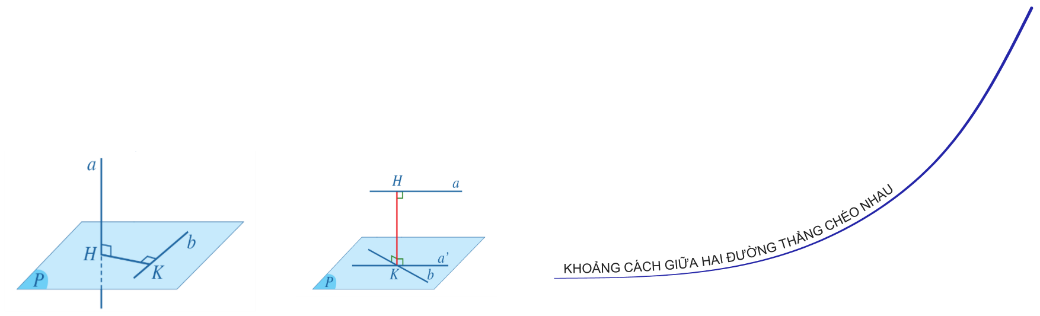 a
H
b
K
P
H
a
a'
K
b
P
KHOẢNG CÁCH GIỮA HAI ĐƯỜNG THẲNG CHÉO NHAU